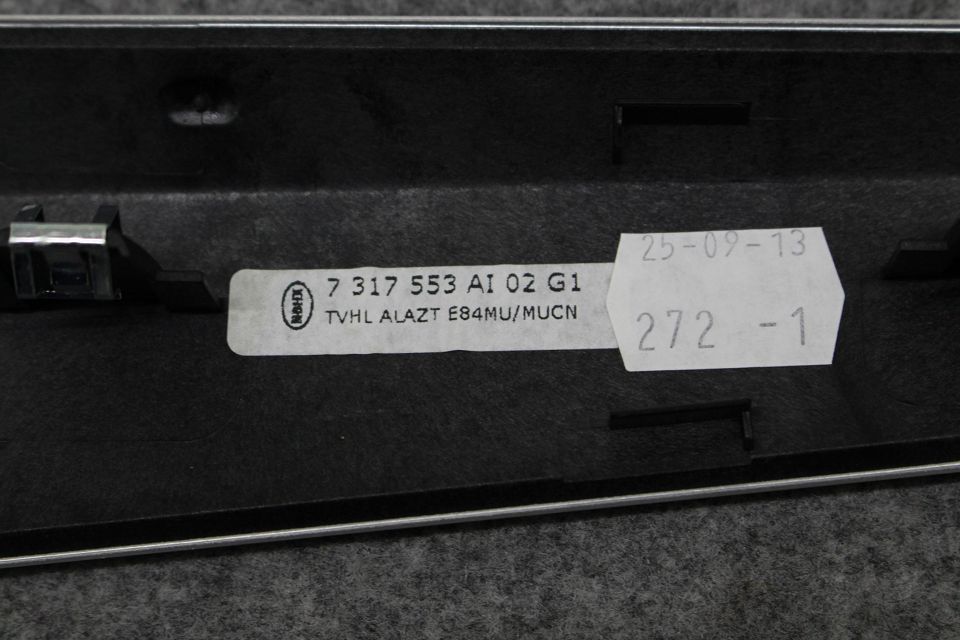 7 317 553 AI 02 G1
TVHL ALAZT E84MU/MUCN
25-09-13
272 -1